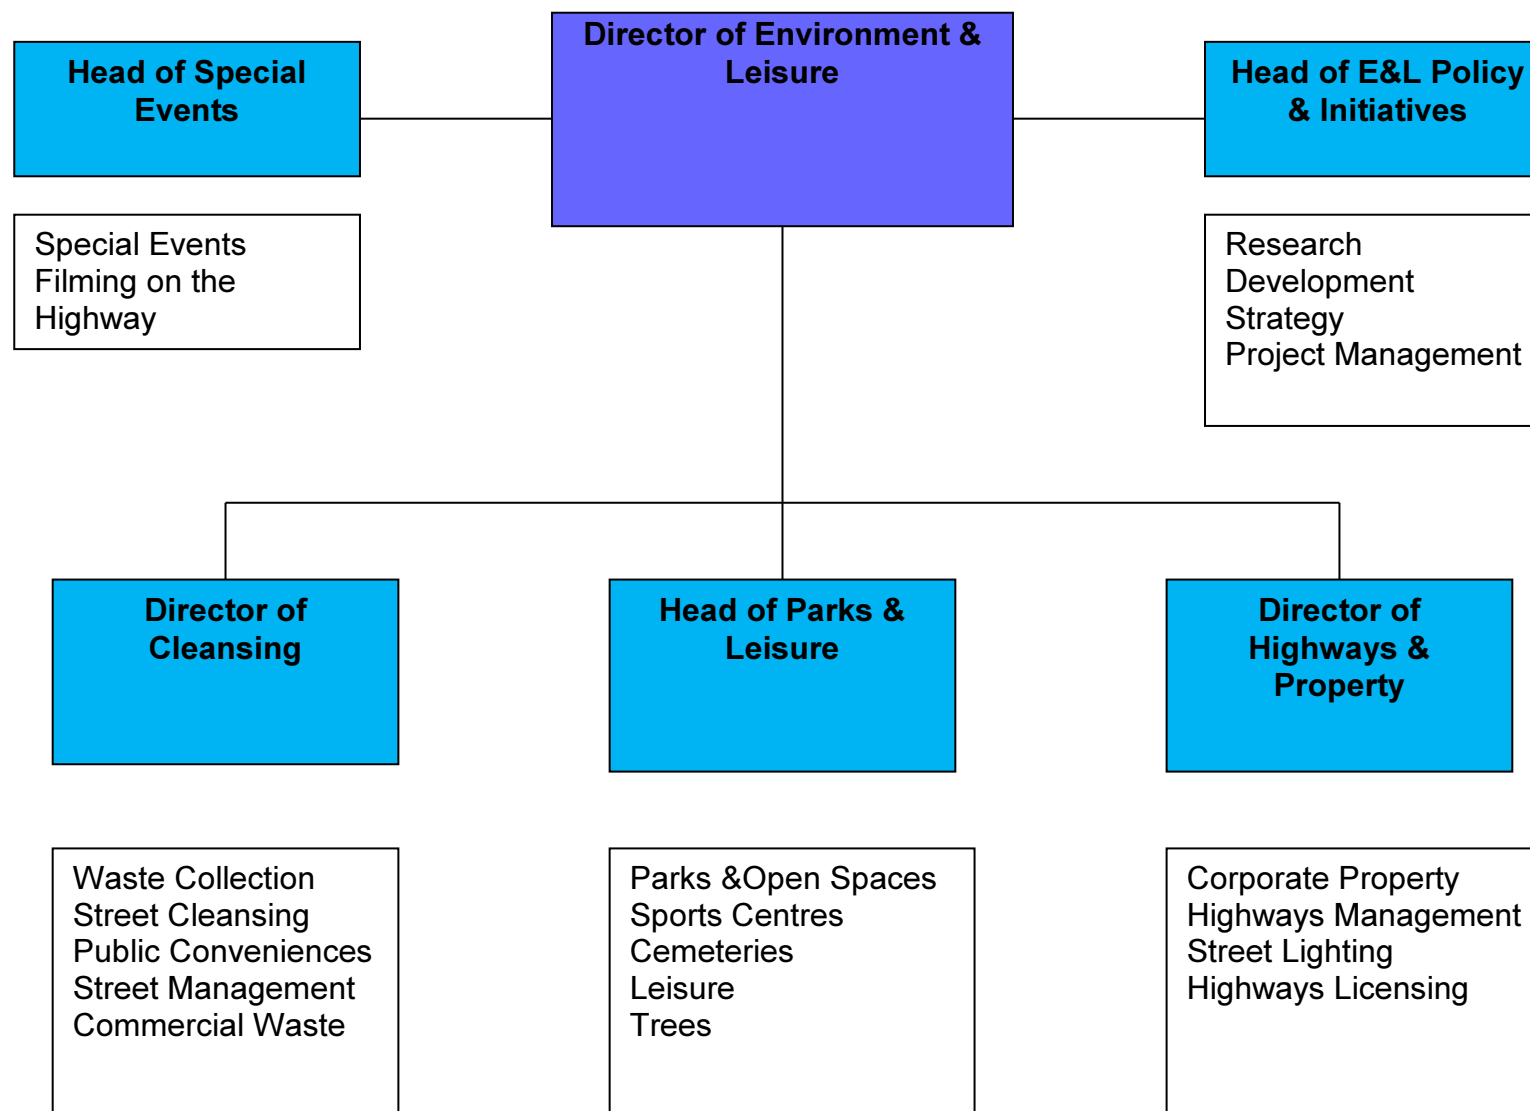 Director of Environment &
Leisure
Head of Special
Events
Head of E&L Policy
& Initiatives
Special Events
Filming on the
Highway
Research
Development
Strategy
Project Management
Director of
Cleansing
Head of Parks &
Leisure
Director of
Highways &
Property
Waste Collection
Street Cleansing
Public Conveniences
Street Management
Commercial Waste
Parks &Open Spaces
Sports Centres
Cemeteries
Leisure
Trees
Corporate Property
Highways Management
Street Lighting
Highways Licensing